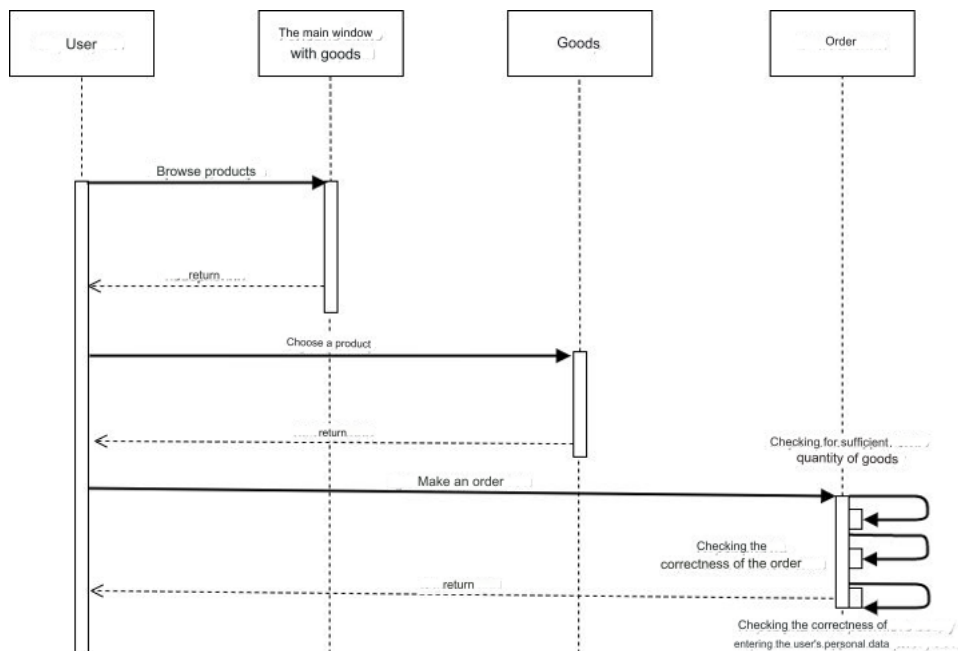 User
The main window
with goods
Goods
Order
Browse products
return
Choose a product
return
Checking for sufficient
quantity of goods
Make an order
Checking the
correctness of the order
return
Checking the correctness of
entering the user's personal data